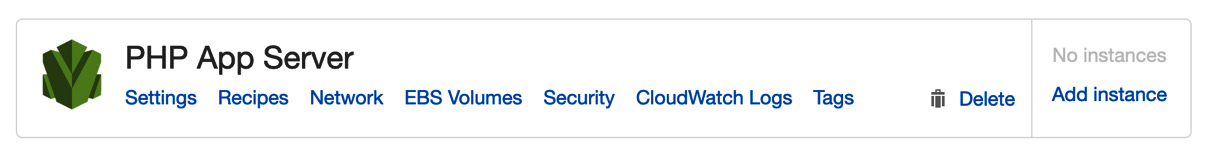 PHP App Server
Settings Recipes Network EBS Volumes Security CloudWatch Logs Tags Delete
No instances
Add instance